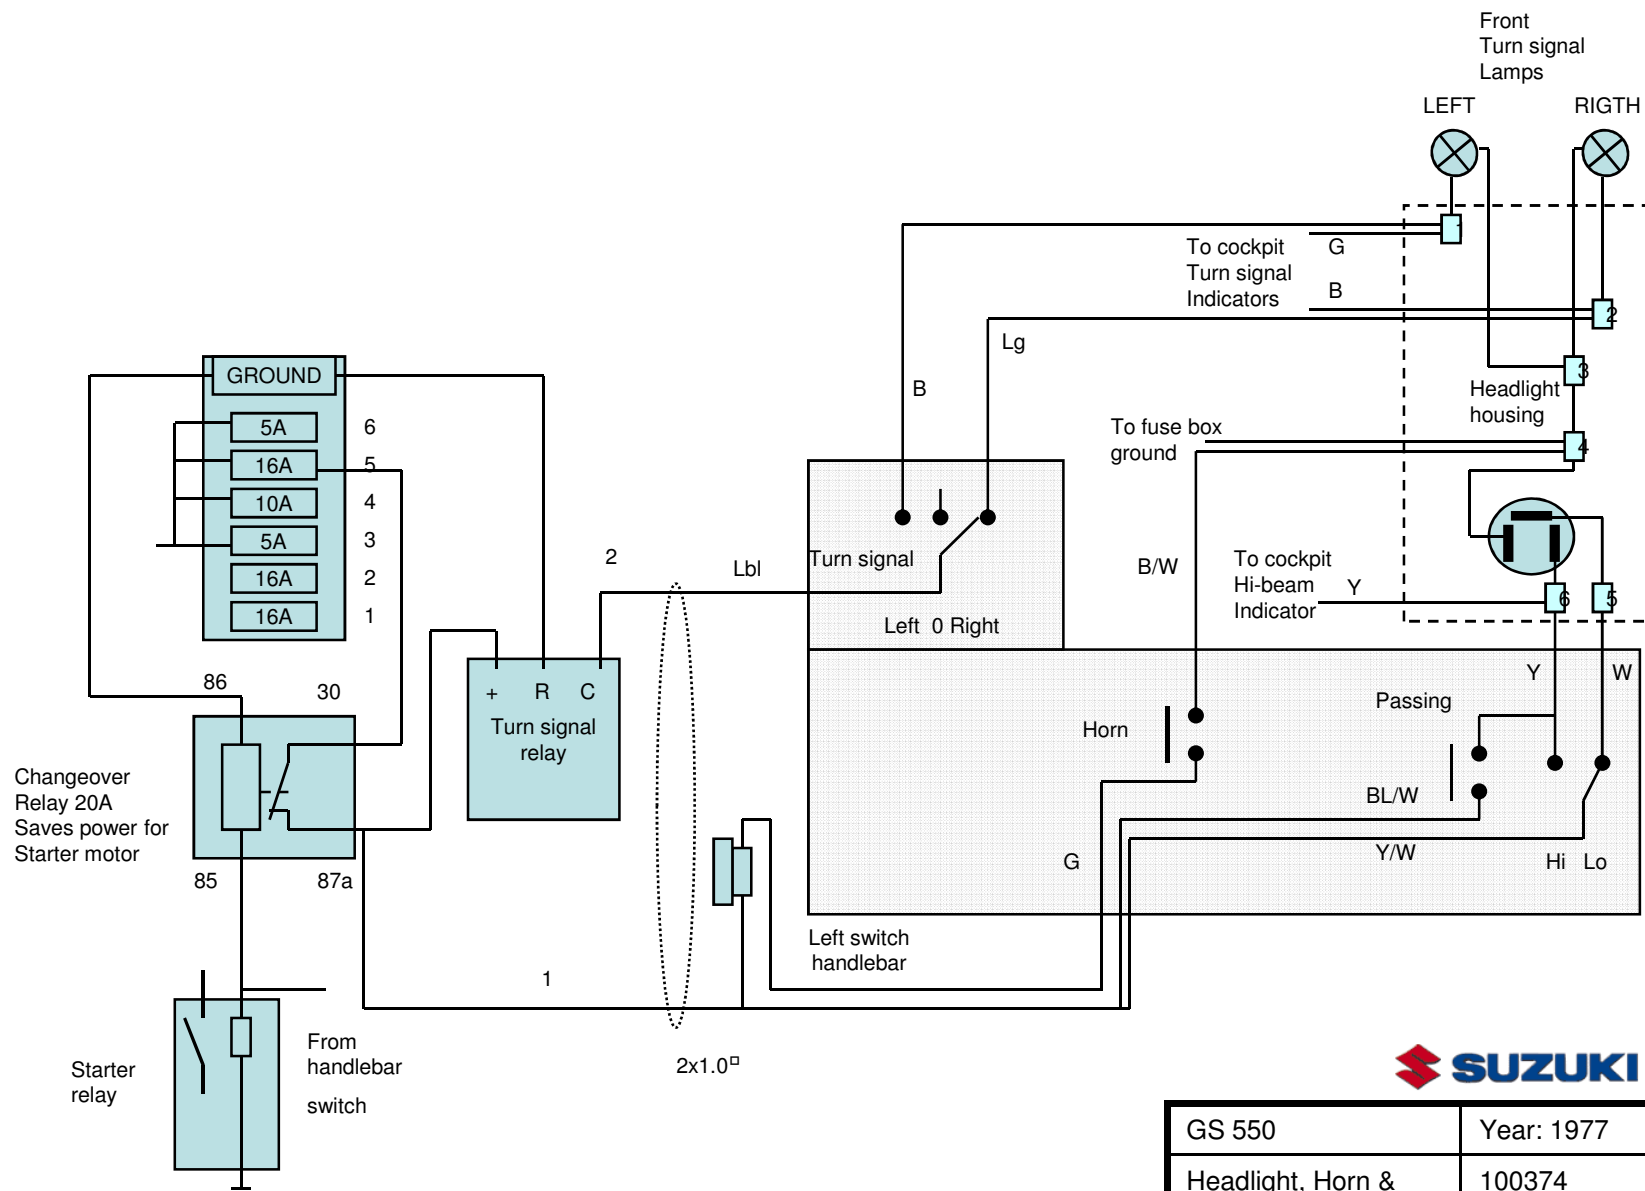 Front
Turn signal
Lamps
LEFT
RIGTH
1
To cockpit
Turn signal
Indicators
G
B
2
Lg
B
3
Headlight
housing
To fuse box
ground
4
GROUND
5A 6
16A 5
10A 4
5A 3
16A 2
16A 1
2
Lbl
Turn signal
Left 0 Right
B/W
To cockpit
Hi-beam
Indicator
Y
6
5
86
30
+ R C
Turn signal
relay
Y
W
Passing
Horn
Changeover
Relay 20A
Saves power for
Starter motor
BL/W
Y/W
G
Hi Lo
85
87a
Left switch
handlebar
1
From
handlebar
switch
Starter
relay
2x1.0¤
SUZUKI
GS 550
Year: 1977
Headlight, Horn &
100374